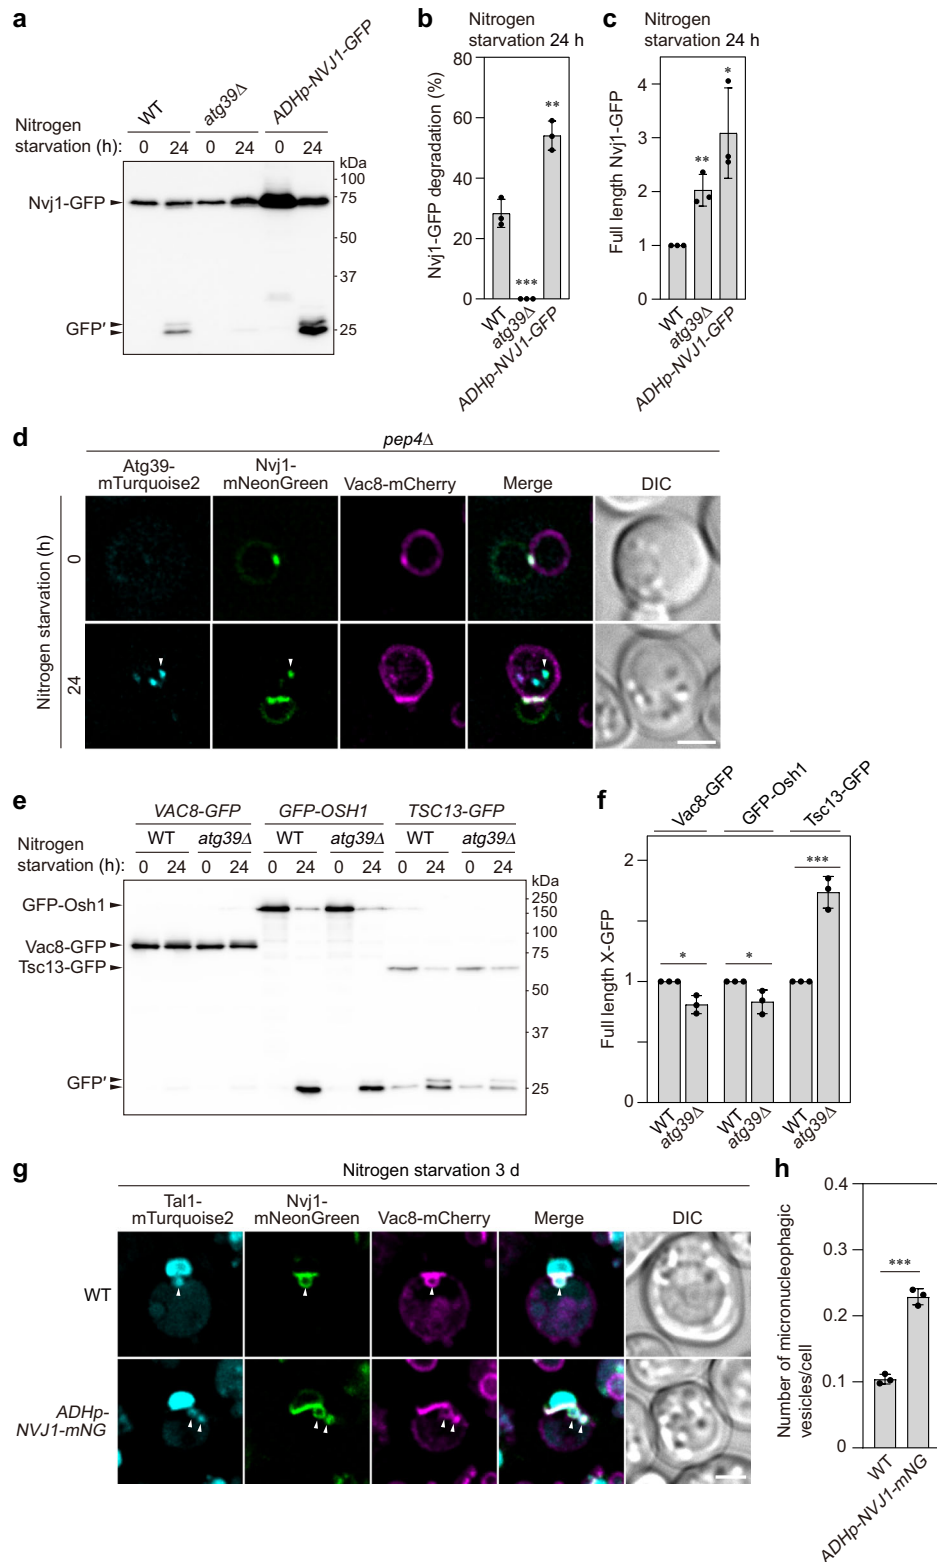 a
WT
atg39Δ
ADHp-NVJ1-GFP
Nitrogen
starvation (h):
0 24 0 24 0 24
kDa
100
75
50
37
25
Nvj1-GFP
GFP′
b
Nitrogen
starvation 24 h
Nvj1-GFP degradation (%)
80
60
40
20
0
**
***
WT
atg39Δ
ADHp-NVJ1-GFP
c
Nitrogen
starvation 24 h
Full length Nvj1-GFP
4
3
2
1
0
**
*
WT
atg39Δ
ADHp-NVJ1-GFP
d
pep4Δ
Atg39-
mTurquoise2
Nvj1-
mNeonGreen
Vac8-mCherry
Merge
DIC
Nitrogen starvation (h)
0
24
e
VAC8-GFP GFP-OSH1 TSC13-GFP
WT atg39Δ WT atg39Δ WT atg39Δ
Nitrogen
starvation (h):
0 24 0 24 0 24 0 24 0 24 0 24
kDa
250
150
100
75
50
37
25
GFP-Osh1
Vac8-GFP
Tsc13-GFP
GFP′
f
Vac8-GFP
GFP-Osh1
Tsc13-GFP
Full length X-GFP
2
1
0
*
*
***
WT
atg39Δ
WT
atg39Δ
WT
atg39Δ
g
Nitrogen starvation 3 d
Tal1-
mTurquoise2
Nvj1-
mNeonGreen
Vac8-mCherry
Merge
DIC
WT
ADHp-
NVJ1-mNG
h
Number of micronucleophagic
vesicles/cell
0.4
0.3
0.2
0.1
0
***
WT
ADHp-NVJ1-mNG